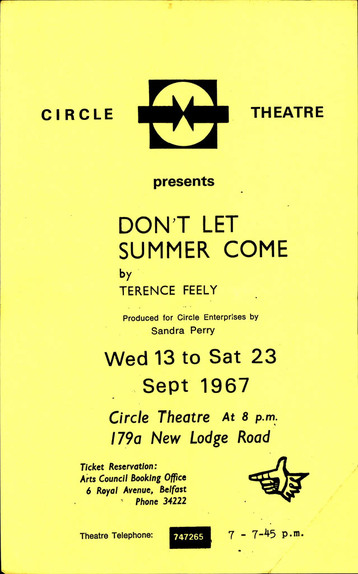 CIRCLE THEATRE
presents
DON'T LET
SUMMER COME
by
TERENCE FEELY
Produced for Circle Enterprises by
Sandra Perry
Wed 13 to Sat 23
Sept 1967
Circle Theatre At 8 p.m.
179a New Lodge Road
Ticket Reservation:
Arts Council Booking Office
6 Royal Avenue, Belfast
Phone 34222
Theatre Telephone: 747265 7 - 7-45 p.m.